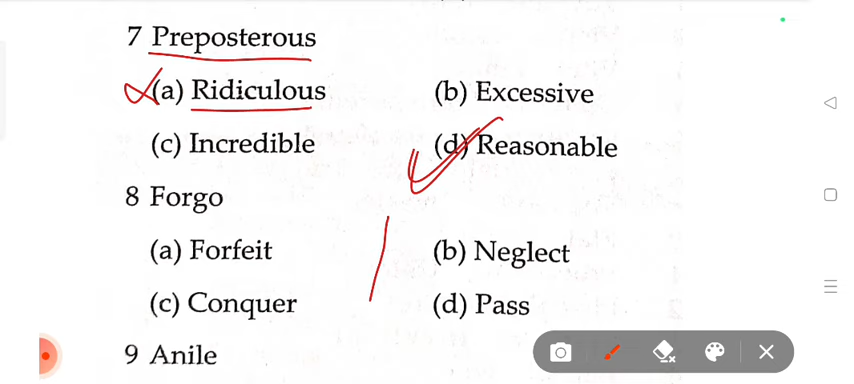 7 Preposterous
(a) Ridiculous (b) Excessive
(c) Incredible (d) Reasonable
8 Forgo
(a) Forfeit (b) Neglect
(c) Conquer (d) Pass
9 Anile